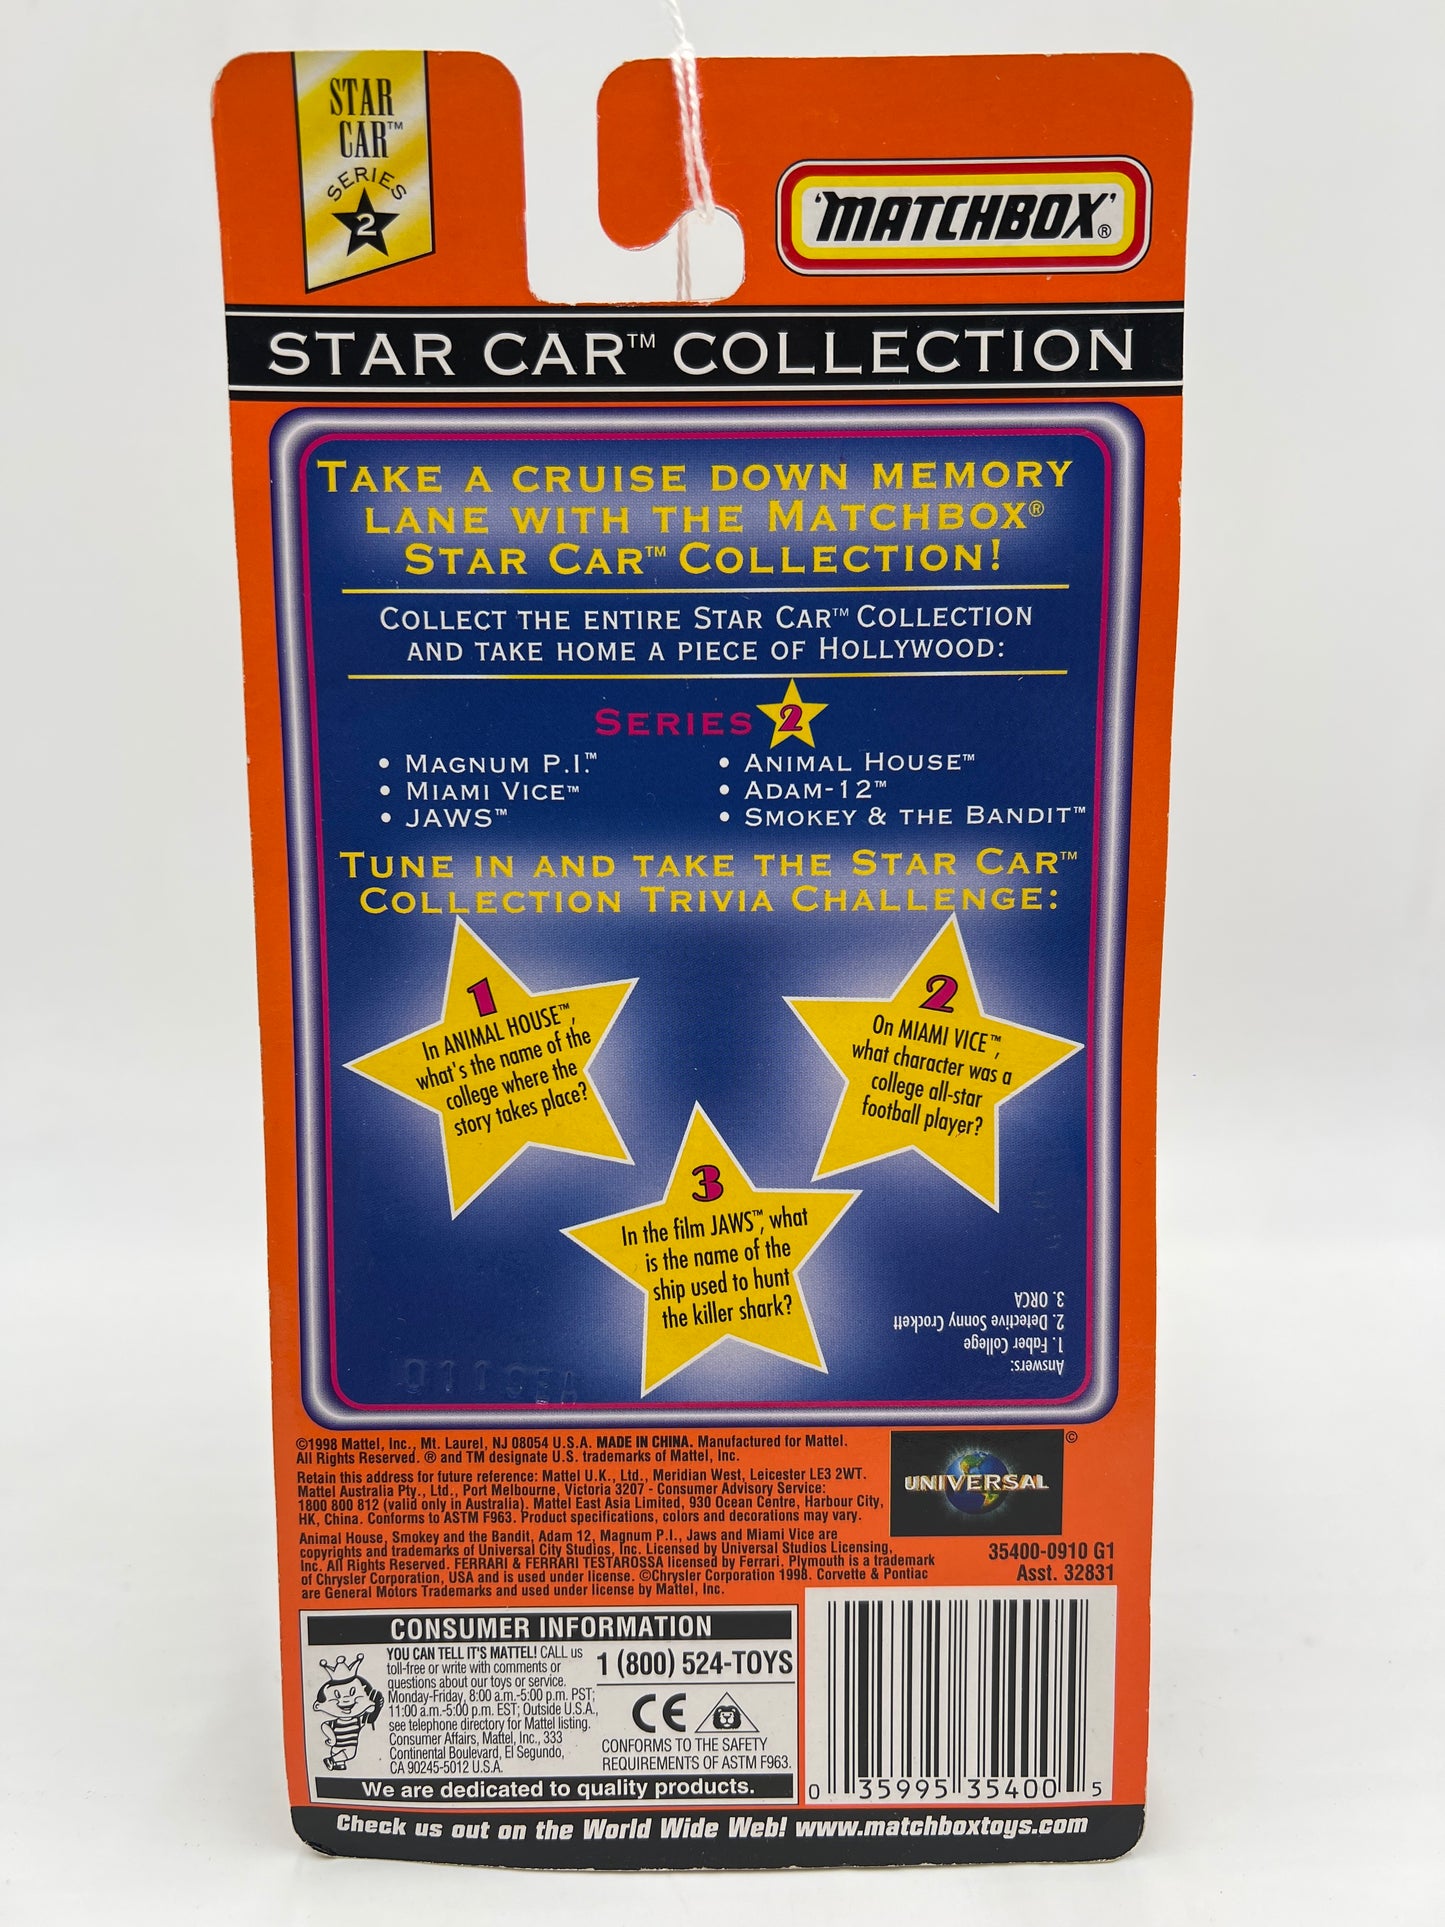 STAR
CAR™
SERIES
2
'MATCHBOX'®
STAR CAR™ COLLECTION
TAKE A CRUISE DOWN MEMORY
LANE WITH THE MATCHBOX®
STAR CAR™ COLLECTION!
COLLECT THE ENTIRE STAR CAR™ COLLECTION
AND TAKE HOME A PIECE OF HOLLYWOOD:
SERIES 2
• MAGNUM P.I.™
• MIAMI VICE™
• JAWS™
• ANIMAL HOUSE™
• ADAM-12™
• SMOKEY & THE BANDIT™
TUNE IN AND TAKE THE STAR CAR™
COLLECTION TRIVIA CHALLENGE:
1
In ANIMAL HOUSE™,
what's the name of the
college where the
story takes place?
2
On MIAMI VICE™,
what character was a
college all-star
football player?
3
In the film JAWS™, what
is the name of the
ship used to hunt
the killer shark?
Answers:
1. Faber College
2. Detective Sonny Crockett
3. ORCA
©1998 Mattel, Inc., Mt. Laurel, NJ 08054 U.S.A. MADE IN CHINA. Manufactured for Mattel.
All Rights Reserved. ® and TM designate U.S. trademarks of Mattel, Inc.
Retain this address for future reference: Mattel U.K., Ltd., Meridian West, Leicester LE3 2WT.
Mattel Australia Pty., Ltd., Port Melbourne, Victoria 3207 - Consumer Advisory Service:
1800 800 812 (valid only in Australia). Mattel East Asia Limited, 930 Ocean Centre, Harbour City,
HK, China. Conforms to ASTM F963. Product specifications, colors and decorations may vary.
Animal House, Smokey and the Bandit, Adam 12, Magnum P.I., Jaws and Miami Vice are
copyrights and trademarks of Universal City Studios, Inc. Licensed by Universal Studios Licensing,
Inc. All Rights Reserved. FERRARI & FERRARI TESTAROSSA licensed by Ferrari. Plymouth is a trademark
of Chrysler Corporation, USA and is used under license. ©Chrysler Corporation 1998. Corvette & Pontiac
are General Motors Trademarks and used under license by Mattel, Inc.
UNIVERSAL ©
35400-0910 G1
Asst. 32831
CONSUMER INFORMATION
YOU CAN TELL IT'S MATTEL! CALL us
toll-free or write with comments or
questions about our toys or service.
Monday-Friday, 8:00 a.m.-5:00 p.m. PST;
11:00 a.m.-5:00 p.m. EST; Outside U.S.A.,
see telephone directory for Mattel listing.
Consumer Affairs, Mattel, Inc., 333
Continental Boulevard, El Segundo,
CA 90245-5012 U.S.A.
1 (800) 524-TOYS
CE
CONFORMS TO THE SAFETY
REQUIREMENTS OF ASTM F963.
We are dedicated to quality products.
0 35995 35400 5
Check us out on the World Wide Web! www.matchboxtoys.com